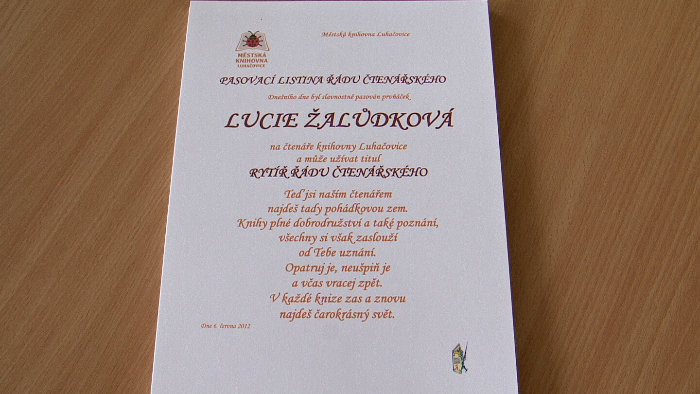 Městská knihovna Luhačovice
MĚSTSKÁ
KNIHOVNA
LUHAČOVICE
PASOVACÍ LISTINA ŘÁDU ČTENÁŘSKÉHO
Dnešního dne byl slavnostně pasován prvňáček
LUCIE ŽALŮDKOVÁ
na čtenáře knihovny Luhačovice
a může užívat titul
RYTÍŘ ŘÁDU ČTENÁŘSKÉHO
Teď jsi naším čtenářem
najdeš tady pohádkovou zem.
Knihy plné dobrodružství a také poznání,
všechny si však zaslouží
od Tebe uznání.
Opatruj je, neušpiň je
a včas vracej zpět.
V každé knize zas a znovu
najdeš čarokrásný svět.
Dne 6. června 2012